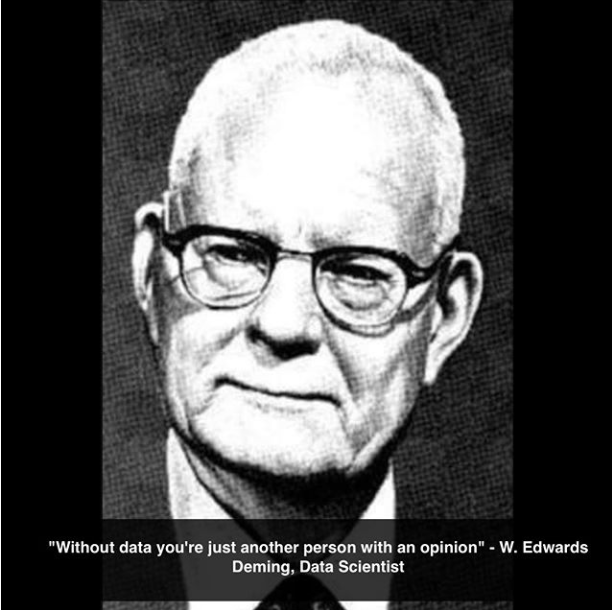 "Without data you're just another person with an opinion" - W. Edwards
Deming, Data Scientist